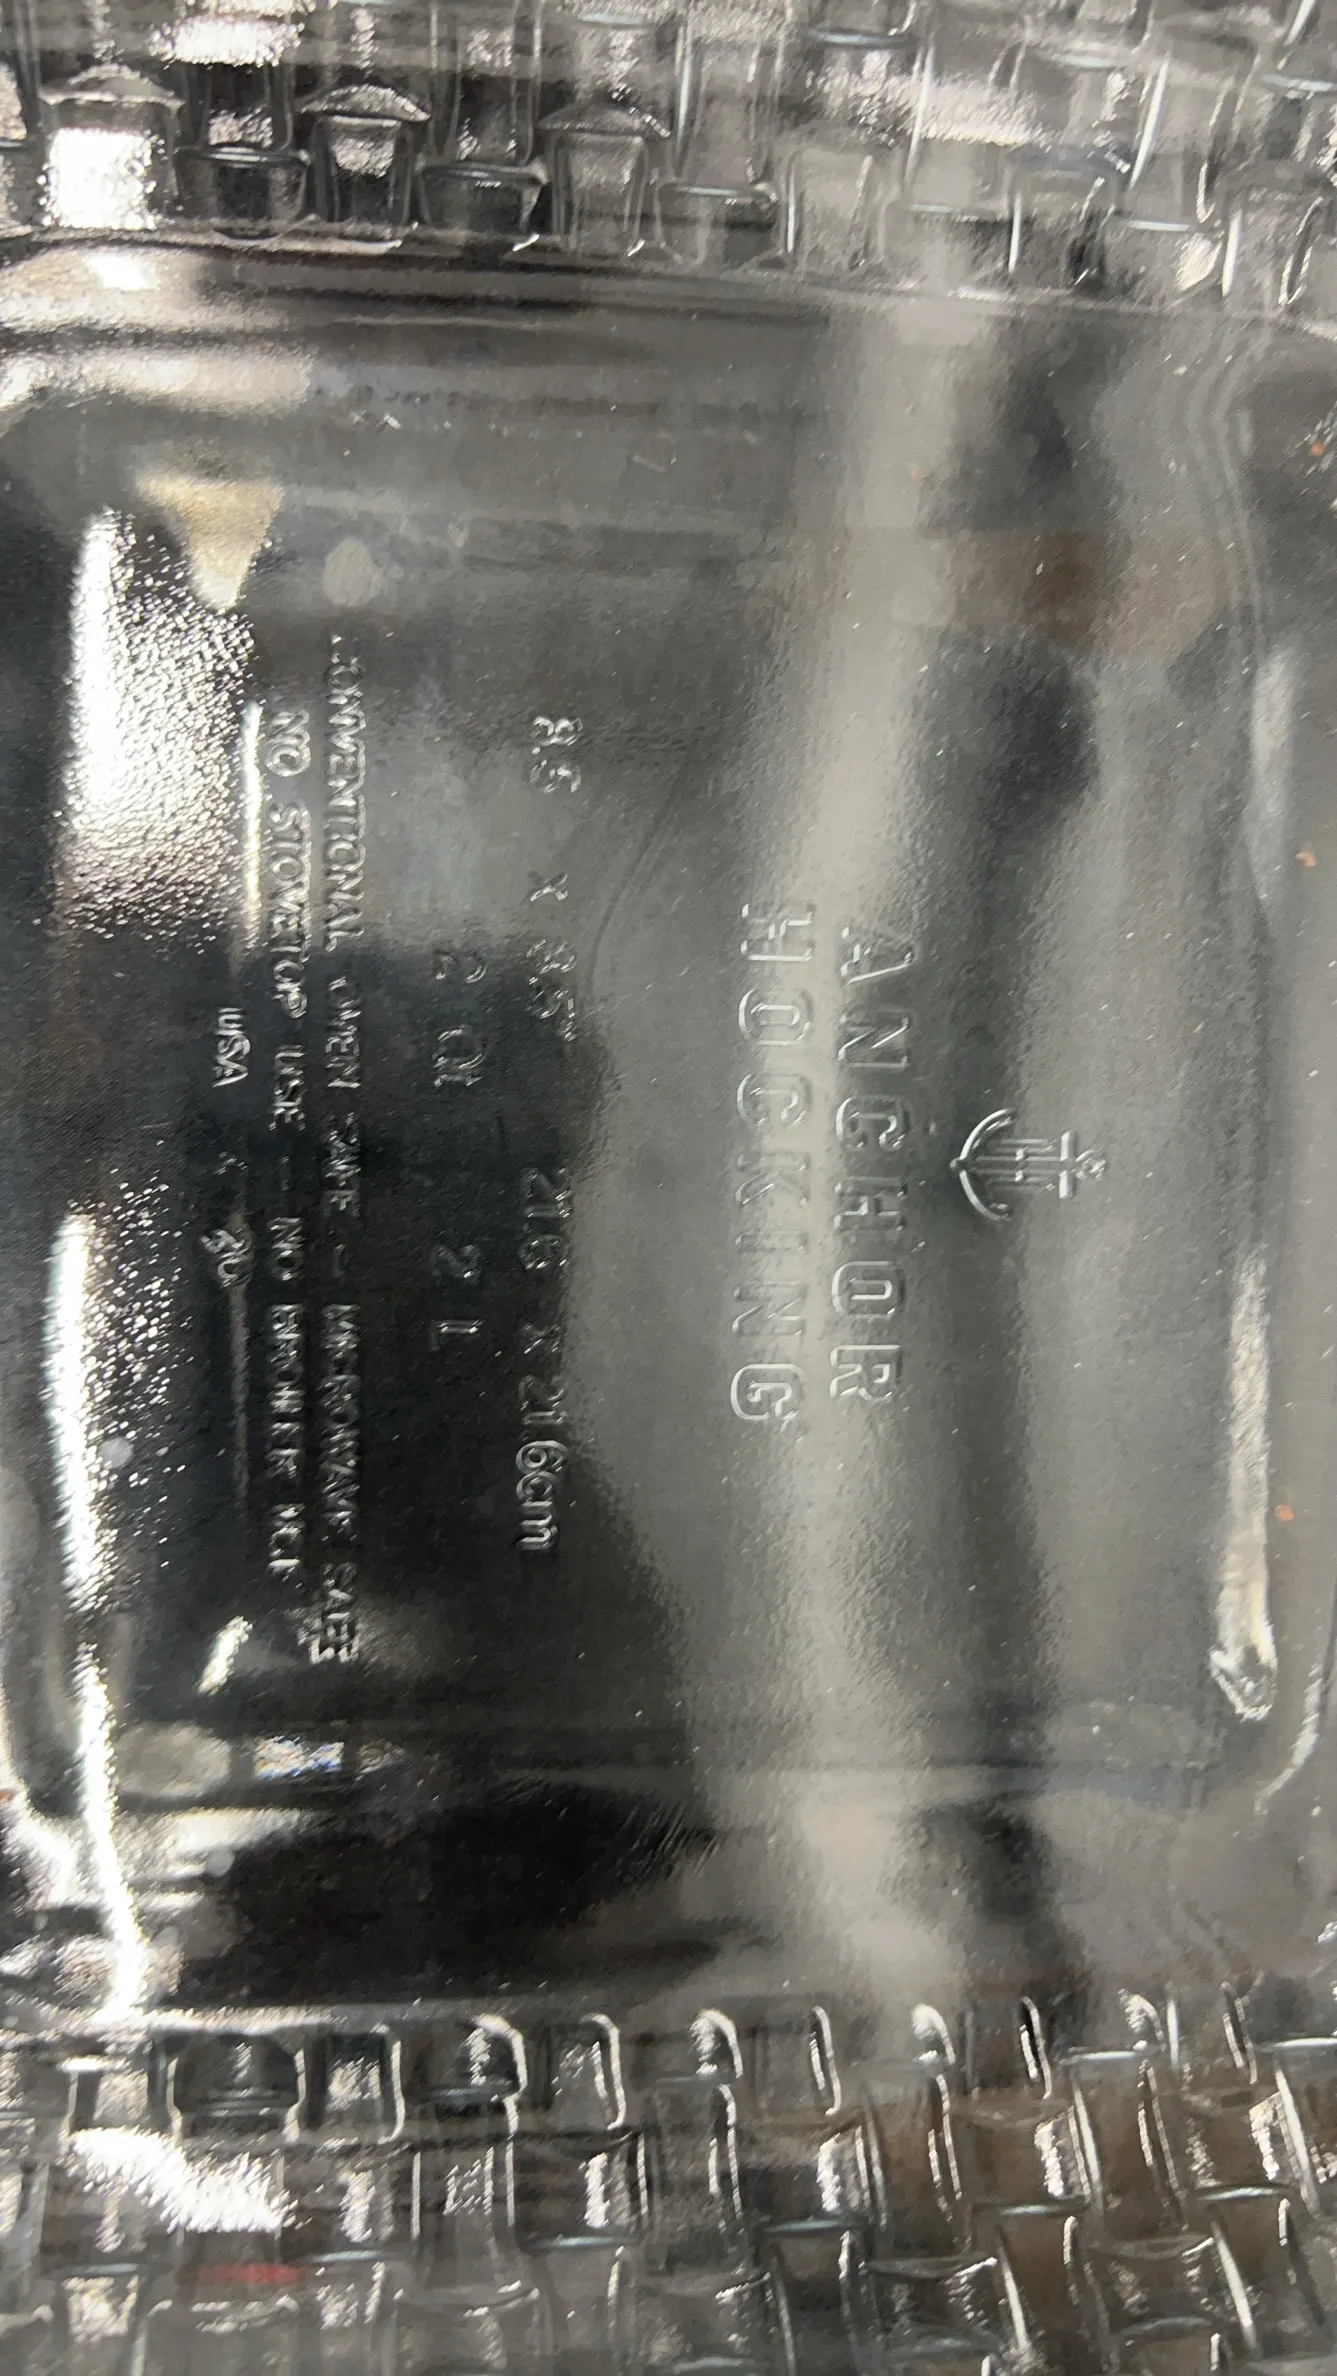 ANCHOR
HOCKING
8.5 x 8.5" 21.6 x 21.6cm
2 Qt 2 L
CONVENTIONAL OVEN SAFE - MICROWAVE SAFE
NO STOVETOP USE - NO BROILER USE
USA